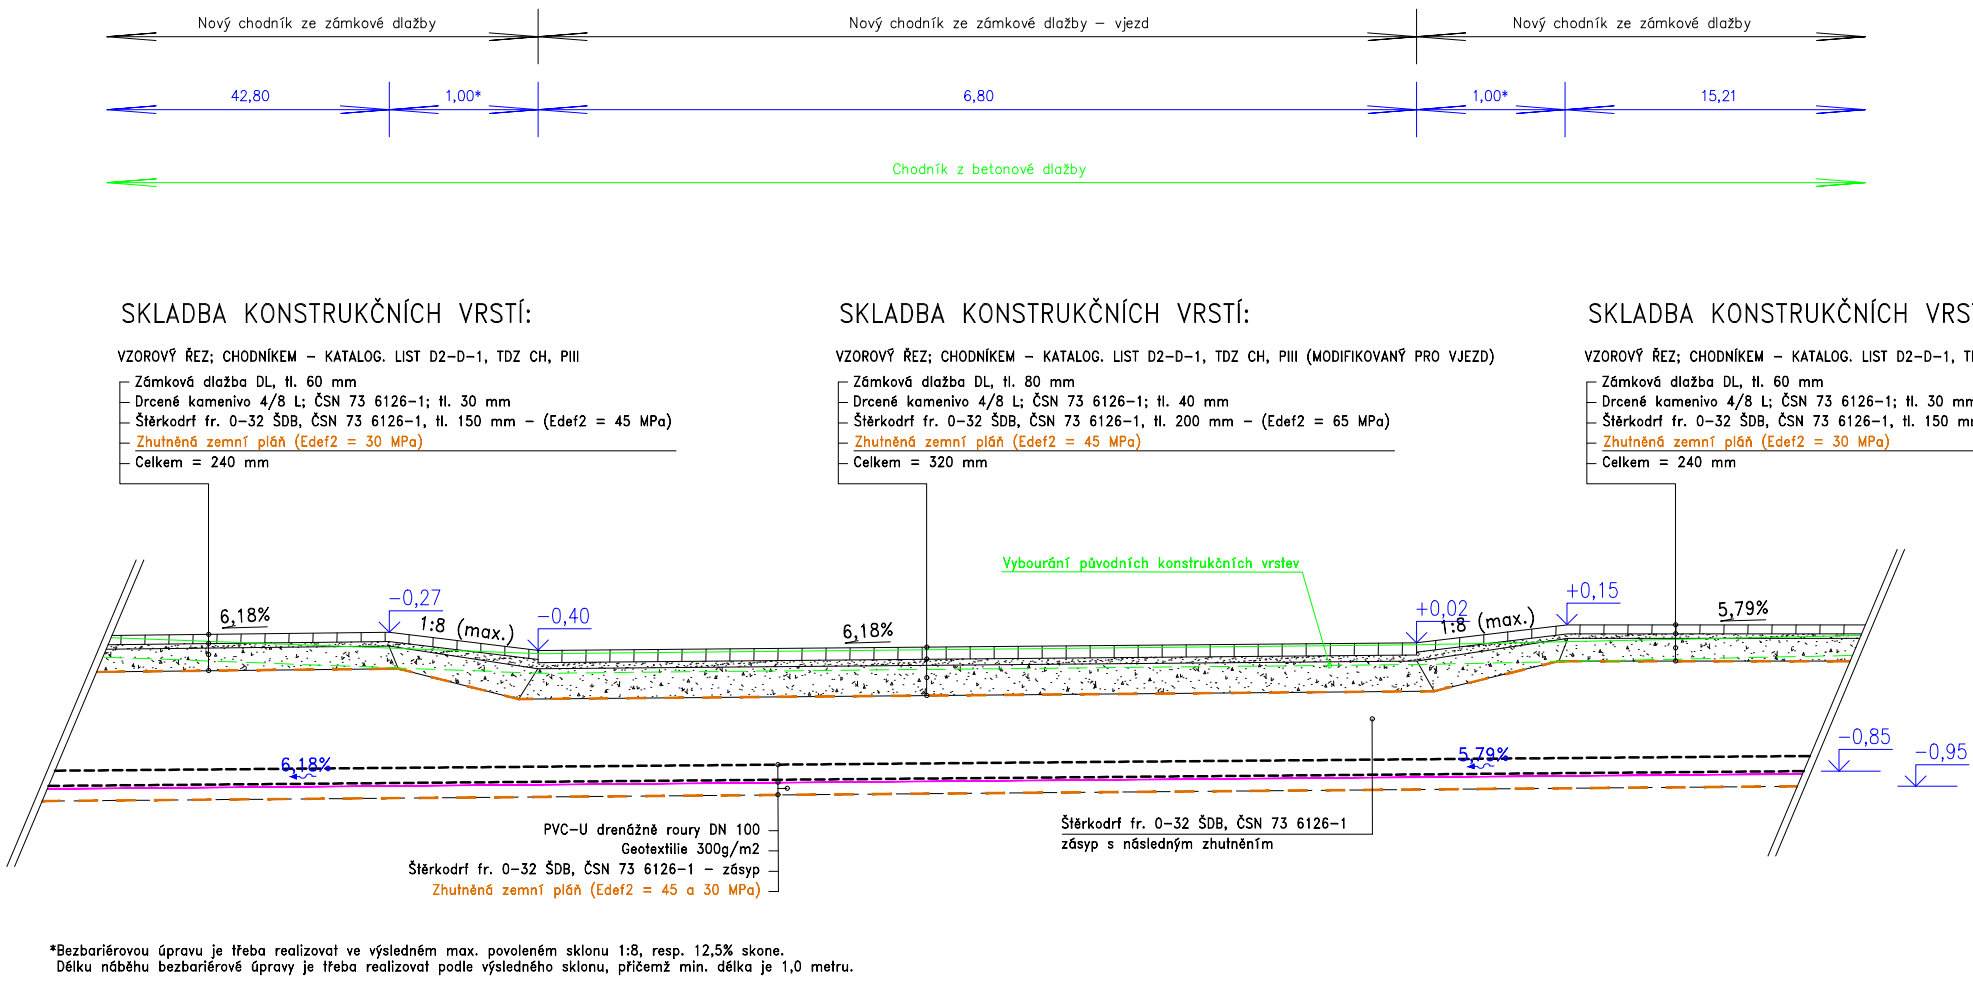 Nový chodník ze zámkové dlažby
Nový chodník ze zámkové dlažby – vjezd
Nový chodník ze zámkové dlažby
42,80
1,00*
6,80
1,00*
15,21
Chodník z betonové dlažby
SKLADBA KONSTRUKČNÍCH VRSTÍ:
VZOROVÝ ŘEZ; CHODNÍKEM – KATALOG. LIST D2–D–1, TDZ CH, PIII
Zámková dlažba DL, tl. 60 mm
Drcené kamenivo 4/8 L; ČSN 73 6126–1; tl. 30 mm
Štěrkodrť fr. 0–32 ŠDB, ČSN 73 6126–1, tl. 150 mm – (Edef2 = 45 MPa)
Zhutněná zemní pláň (Edef2 = 30 MPa)
Celkem = 240 mm
SKLADBA KONSTRUKČNÍCH VRSTÍ:
VZOROVÝ ŘEZ; CHODNÍKEM – KATALOG. LIST D2–D–1, TDZ CH, PIII (MODIFIKOVANÝ PRO VJEZD)
Zámková dlažba DL, tl. 80 mm
Drcené kamenivo 4/8 L; ČSN 73 6126–1; tl. 40 mm
Štěrkodrť fr. 0–32 ŠDB, ČSN 73 6126–1, tl. 200 mm – (Edef2 = 65 MPa)
Zhutněná zemní pláň (Edef2 = 45 MPa)
Celkem = 320 mm
SKLADBA KONSTRUKČNÍCH VRS
VZOROVÝ ŘEZ; CHODNÍKEM – KATALOG. LIST D2–D–1, T
Zámková dlažba DL, tl. 60 mm
Drcené kamenivo 4/8 L; ČSN 73 6126–1; tl. 30 mm
Štěrkodrť fr. 0–32 ŠDB, ČSN 73 6126–1, tl. 150 m
Zhutněná zemní pláň (Edef2 = 30 MPa)
Celkem = 240 mm
Vybourání původních konstrukčních vrstev
6,18%
–0,27
1:8 (max.)
–0,40
6,18%
+0,02
1:8 (max.)
+0,15
5,79%
6,18%
5,79%
–0,85
–0,95
PVC–U drenážně roury DN 100
Geotextilie 300g/m2
Štěrkodrť fr. 0–32 ŠDB, ČSN 73 6126–1 – zásyp
Zhutněná zemní pláň (Edef2 = 45 a 30 MPa)
Štěrkodrť fr. 0–32 ŠDB, ČSN 73 6126–1
zásyp s následným zhutněním
*Bezbariérovou úpravu je třeba realizovat ve výsledném max. povoleném sklonu 1:8, resp. 12,5% skone.
Délku náběhu bezbariérové úpravy je třeba realizovat podle výsledného sklonu, přičemž min. délka je 1,0 metru.